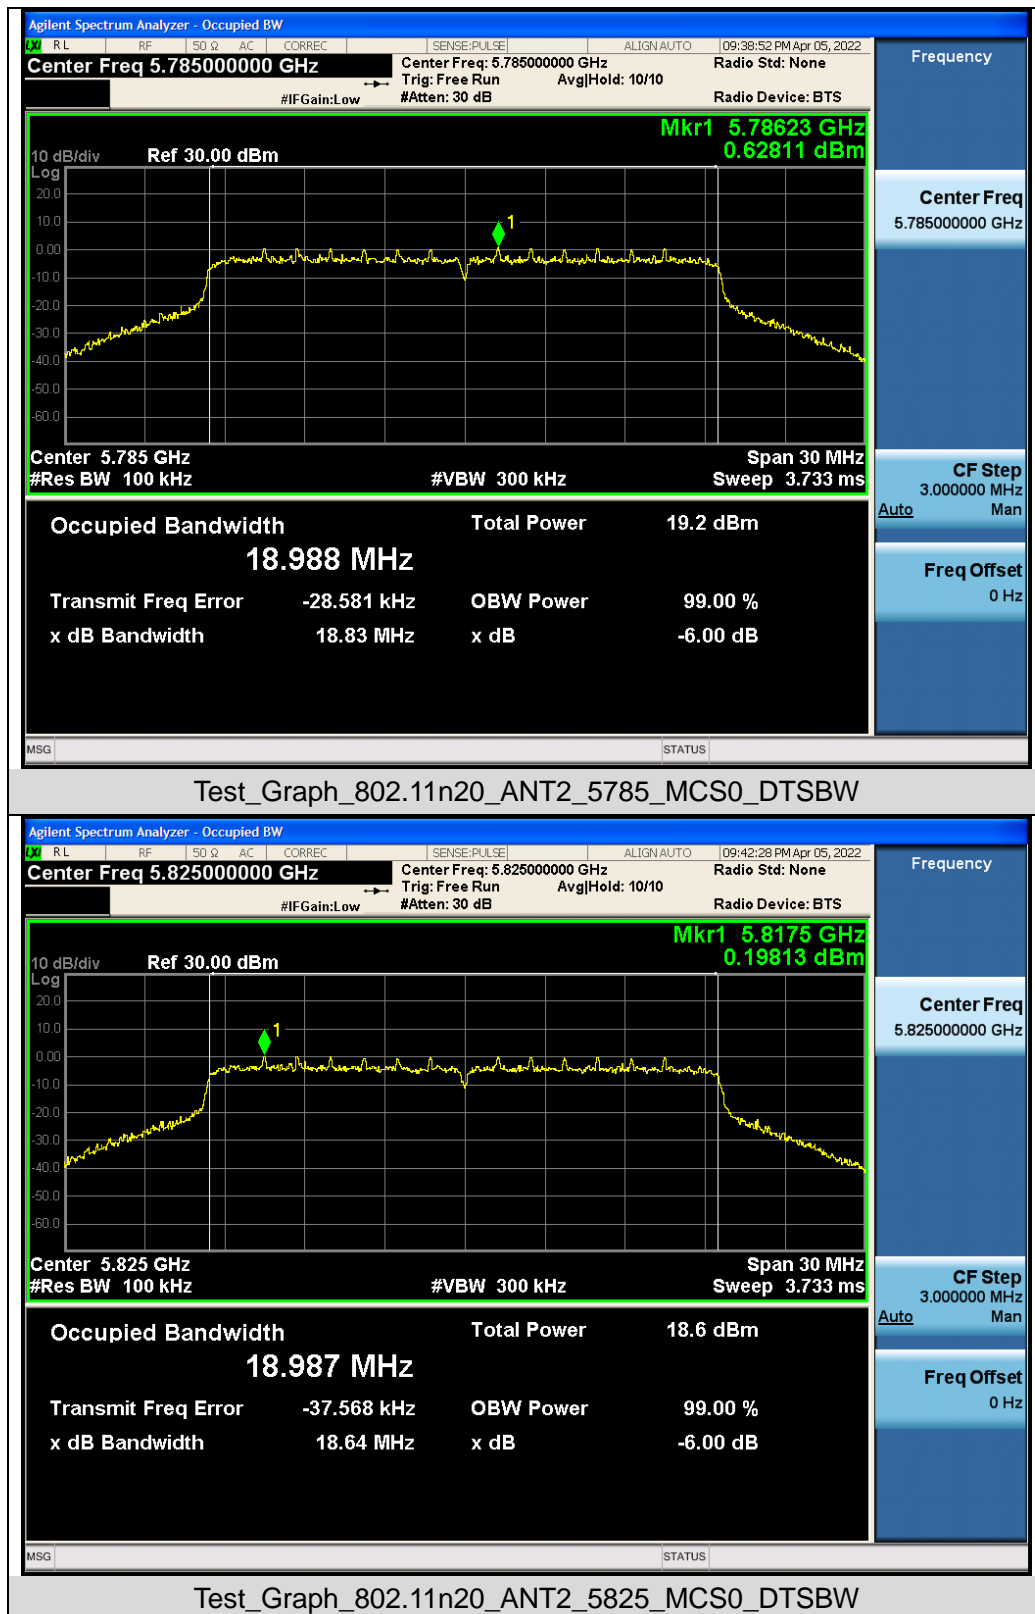 Agilent Spectrum Analyzer - Occupied BW
LXI RL RF 50 Ω AC CORREC SENSE:PULSE ALIGN AUTO 09:38:52 PM Apr 05, 2022
Center Freq 5.785000000 GHz
Center Freq: 5.785000000 GHz
Radio Std: None
Trig: Free Run Avg|Hold: 10/10
#IFGain:Low
#Atten: 30 dB
Radio Device: BTS
Frequency
Mkr1 5.78623 GHz
0.62811 dBm
10 dB/div Ref 30.00 dBm
Log
20.0
10.0
0.00
-10.0
-20.0
-30.0
-40.0
-50.0
-60.0
1
Center 5.785 GHz
Span 30 MHz
#Res BW 100 kHz
#VBW 300 kHz
Sweep 3.733 ms
Center Freq
5.785000000 GHz
CF Step
3.000000 MHz
Auto Man
Freq Offset
0 Hz
Occupied Bandwidth
18.988 MHz
Total Power 19.2 dBm
Transmit Freq Error -28.581 kHz OBW Power 99.00 %
x dB Bandwidth 18.83 MHz x dB -6.00 dB
MSG STATUS
Test_Graph_802.11n20_ANT2_5785_MCS0_DTSBW
Agilent Spectrum Analyzer - Occupied BW
LXI RL RF 50 Ω AC CORREC SENSE:PULSE ALIGN AUTO 09:42:28 PM Apr 05, 2022
Center Freq 5.825000000 GHz
Center Freq: 5.825000000 GHz
Radio Std: None
Trig: Free Run Avg|Hold: 10/10
#IFGain:Low
#Atten: 30 dB
Radio Device: BTS
Frequency
Mkr1 5.8175 GHz
0.19813 dBm
10 dB/div Ref 30.00 dBm
Log
20.0
10.0
0.00
-10.0
-20.0
-30.0
-40.0
-50.0
-60.0
1
Center 5.825 GHz
Span 30 MHz
#Res BW 100 kHz
#VBW 300 kHz
Sweep 3.733 ms
Center Freq
5.825000000 GHz
CF Step
3.000000 MHz
Auto Man
Freq Offset
0 Hz
Occupied Bandwidth
18.987 MHz
Total Power 18.6 dBm
Transmit Freq Error -37.568 kHz OBW Power 99.00 %
x dB Bandwidth 18.64 MHz x dB -6.00 dB
MSG STATUS
Test_Graph_802.11n20_ANT2_5825_MCS0_DTSBW